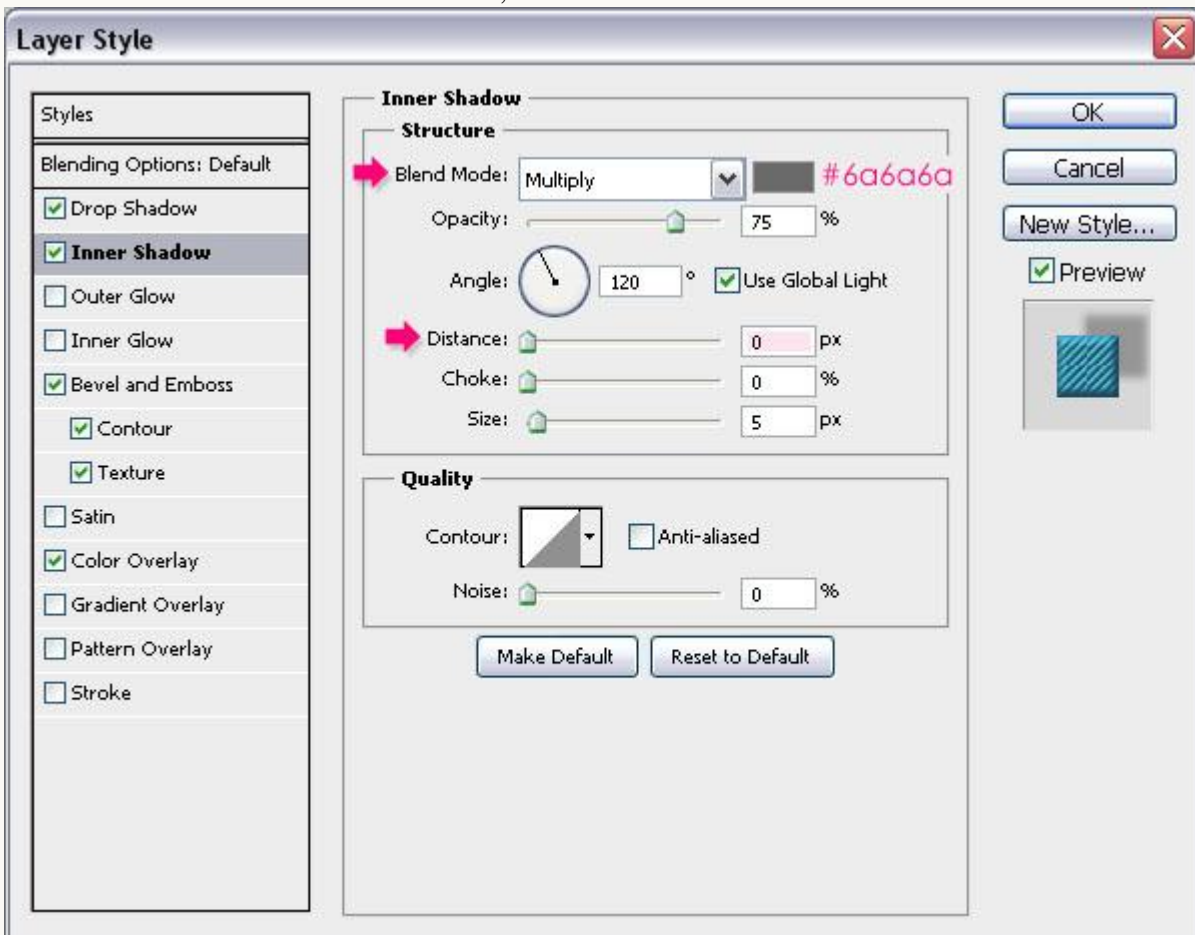 Layer Style
Styles
Blending Options: Default
Drop Shadow
Inner Shadow
Outer Glow
Inner Glow
Bevel and Emboss
Contour
Texture
Satin
Color Overlay
Gradient Overlay
Pattern Overlay
Stroke
Inner Shadow
Structure
Blend Mode: Multiply #6a6a6a
Opacity: 75 %
Angle: 120 ° Use Global Light
Distance: 0 px
Choke: 0 %
Size: 5 px
Quality
Contour: Anti-aliased
Noise: 0 %
Make Default Reset to Default
OK
Cancel
New Style...
Preview